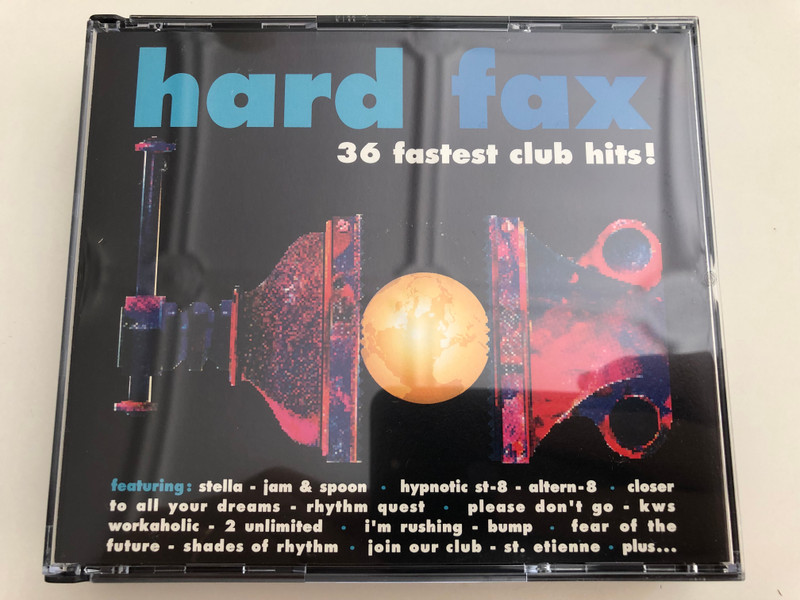 hard fax
36 fastest club hits!
featuring: stella - jam & spoon · hypnotic st-8 - altern-8 · closer
to all your dreams - rhythm quest · please don't go - kws
workaholic - 2 unlimited · i'm rushing - bump · fear of the
future - shades of rhythm · join our club - st. etienne · plus...